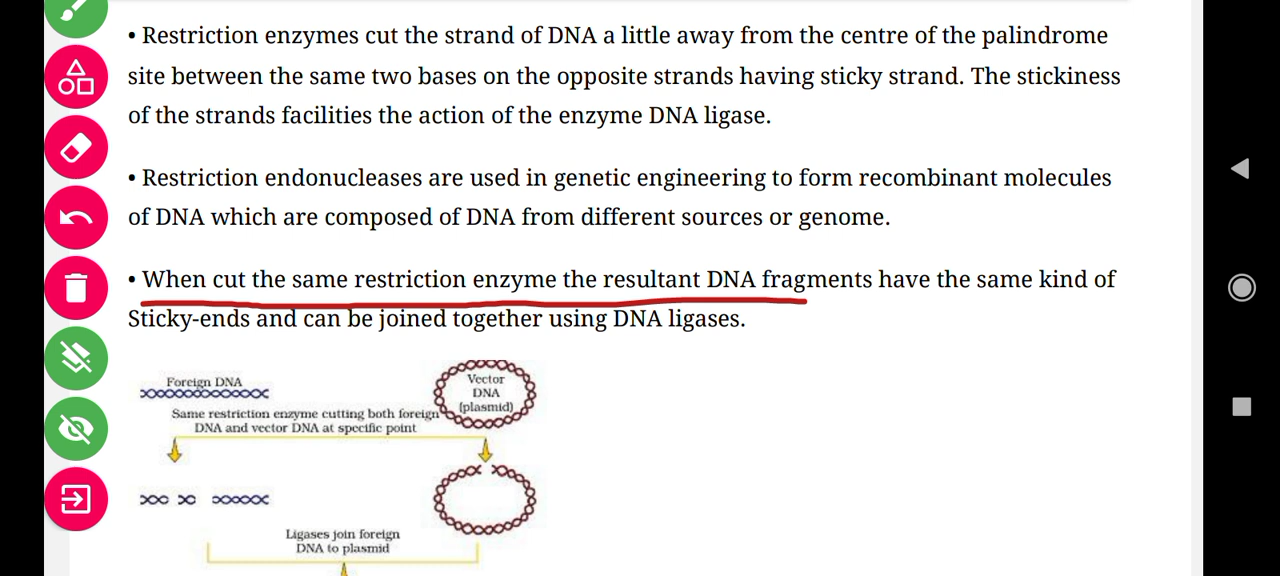 • Restriction enzymes cut the strand of DNA a little away from the centre of the palindrome
site between the same two bases on the opposite strands having sticky strand. The stickiness
of the strands facilities the action of the enzyme DNA ligase.
• Restriction endonucleases are used in genetic engineering to form recombinant molecules
of DNA which are composed of DNA from different sources or genome.
• When cut the same restriction enzyme the resultant DNA fragments have the same kind of
Sticky-ends and can be joined together using DNA ligases.
Foreign DNA
Vector
DNA
(plasmid)
Same restriction enzyme cutting both foreign
DNA and vector DNA at specific point
Ligases join foreign
DNA to plasmid